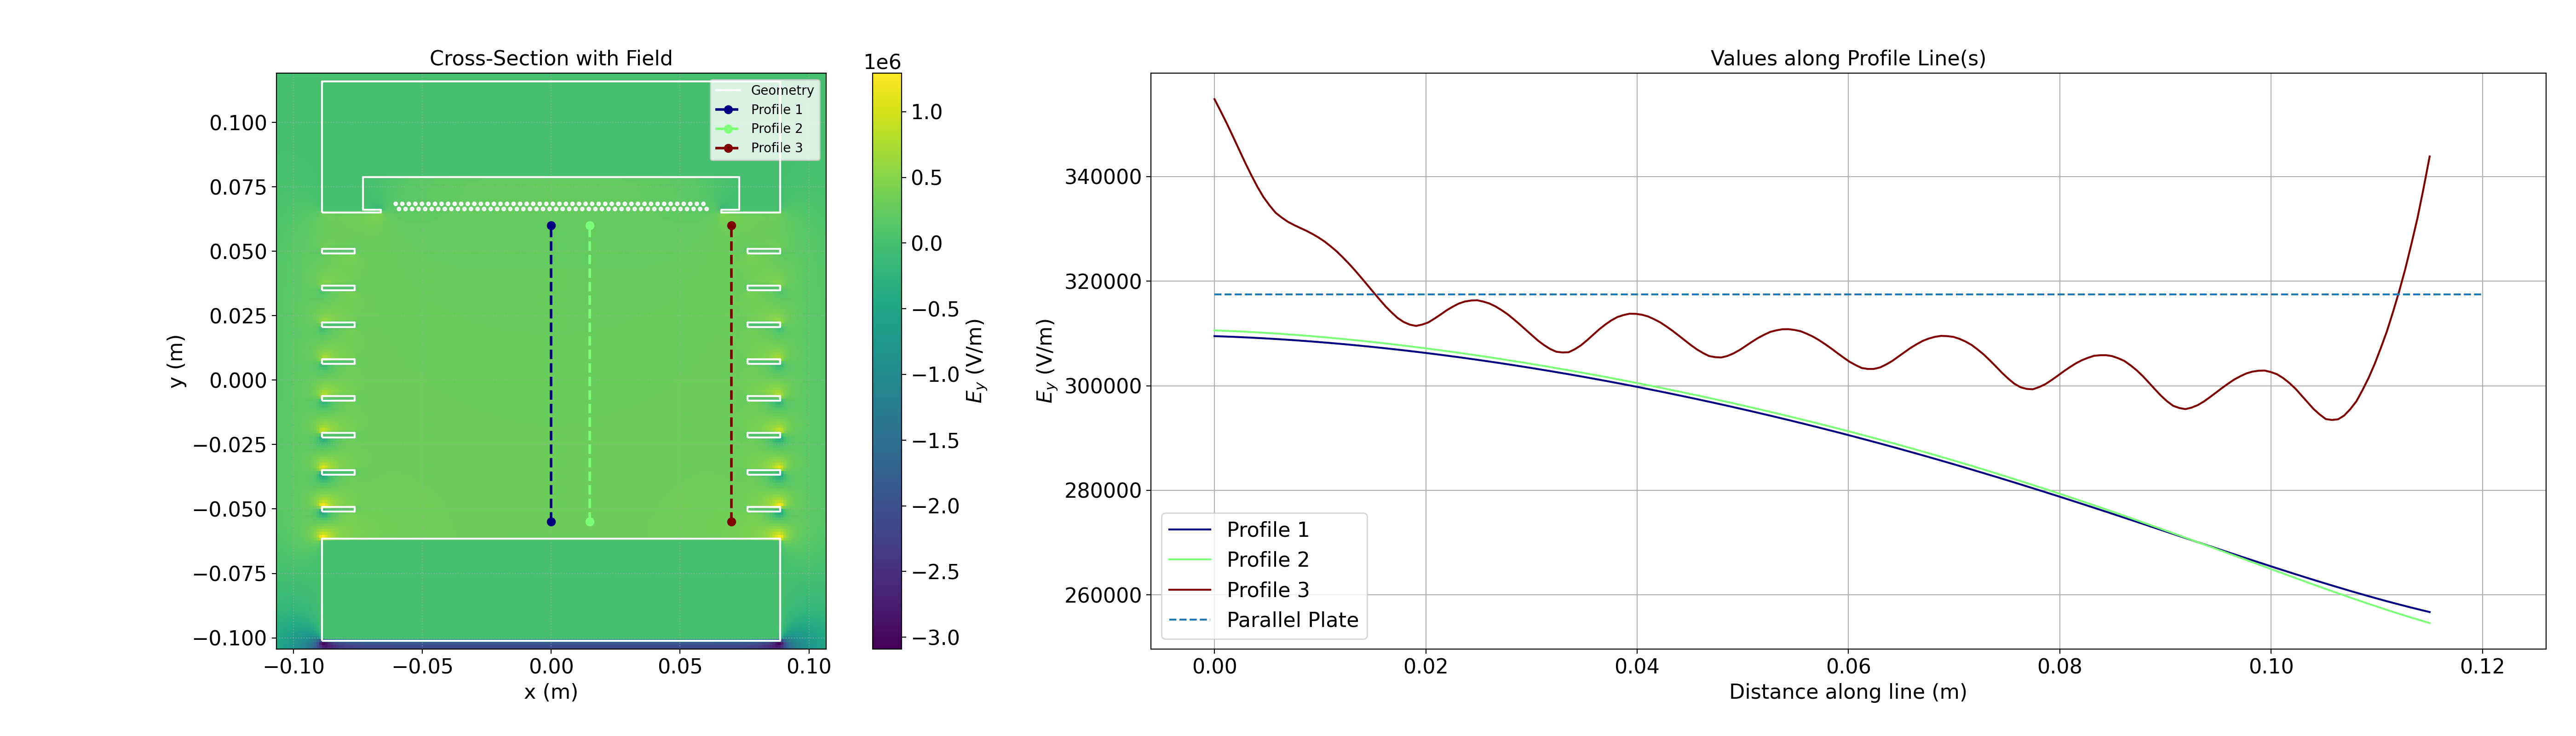 Cross-Section with Field
1e6
Geometry
Profile 1
Profile 2
Profile 3
0.100
0.075
0.050
0.025
0.000
−0.025
−0.050
−0.075
−0.100
y (m)
−0.10
−0.05
0.00
0.05
0.10
x (m)
1.0
0.5
0.0
−0.5
−1.0
−1.5
−2.0
−2.5
−3.0
E_y (V/m)
Values along Profile Line(s)
340000
320000
300000
280000
260000
E_y (V/m)
Profile 1
Profile 2
Profile 3
Parallel Plate
0.00
0.02
0.04
0.06
0.08
0.10
0.12
Distance along line (m)